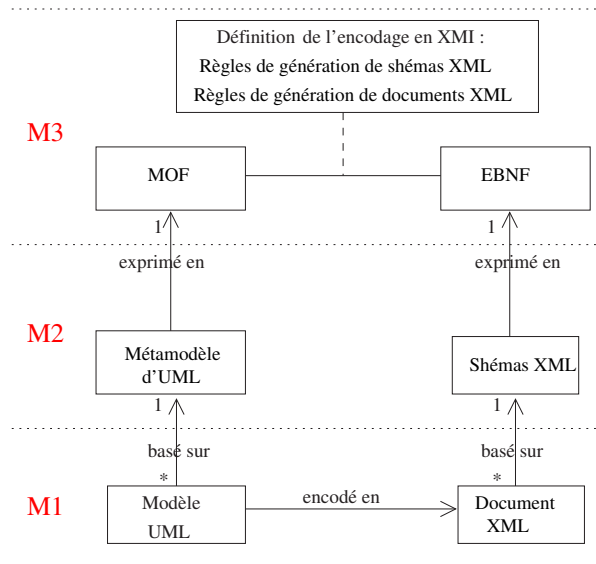 Définition de l'encodage en XMI :
Règles de génération de shémas XML
Règles de génération de documents XML
M3
MOF
EBNF
1
1
exprimé en
exprimé en
M2
Métamodèle
d'UML
Shémas XML
1
1
basé sur
basé sur
*
*
M1
Modèle
UML
encodé en
Document
XML